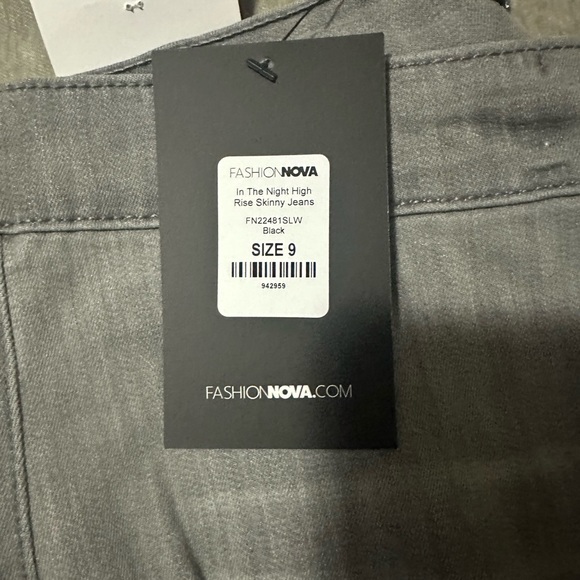 FASHIONNOVA
In The Night High
Rise Skinny Jeans
FN22481SLW
Black
SIZE 9
942959
FASHIONNOVA.COM